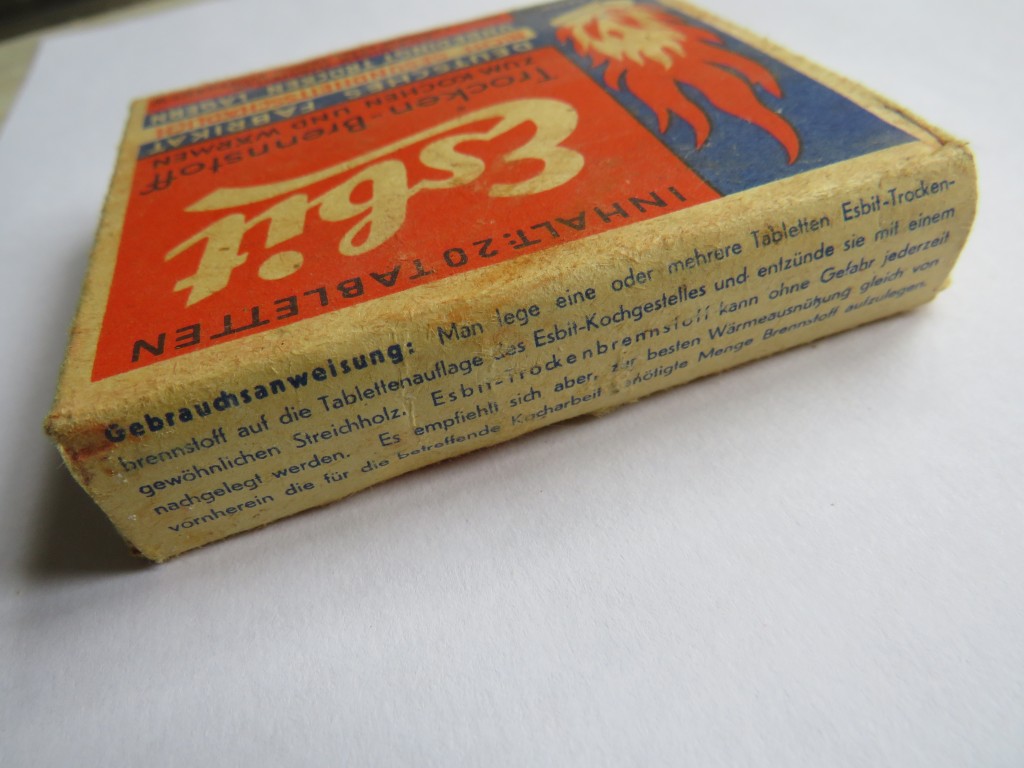 Esbit
Trocken-Brennstoff
ZUM KOCHEN UND WÄRMEN
DEUTSCHES FABRIKAT
INHALT: 20 TABLETTEN
Gebrauchsanweisung: Man lege eine oder mehrere Tabletten Esbit-Trocken-
brennstoff auf die Tablettenauflage des Esbit-Kochgestelles und entzünde sie mit einem
gewöhnlichen Streichholz. Esbit-Trockenbrennstoff kann ohne Gefahr jederzeit
nachgelegt werden. Es empfiehlt sich aber, zur besten Wärmeausnützung gleich von
vornherein die für die betreffende Kocharbeit benötigte Menge Brennstoff aufzulegen.